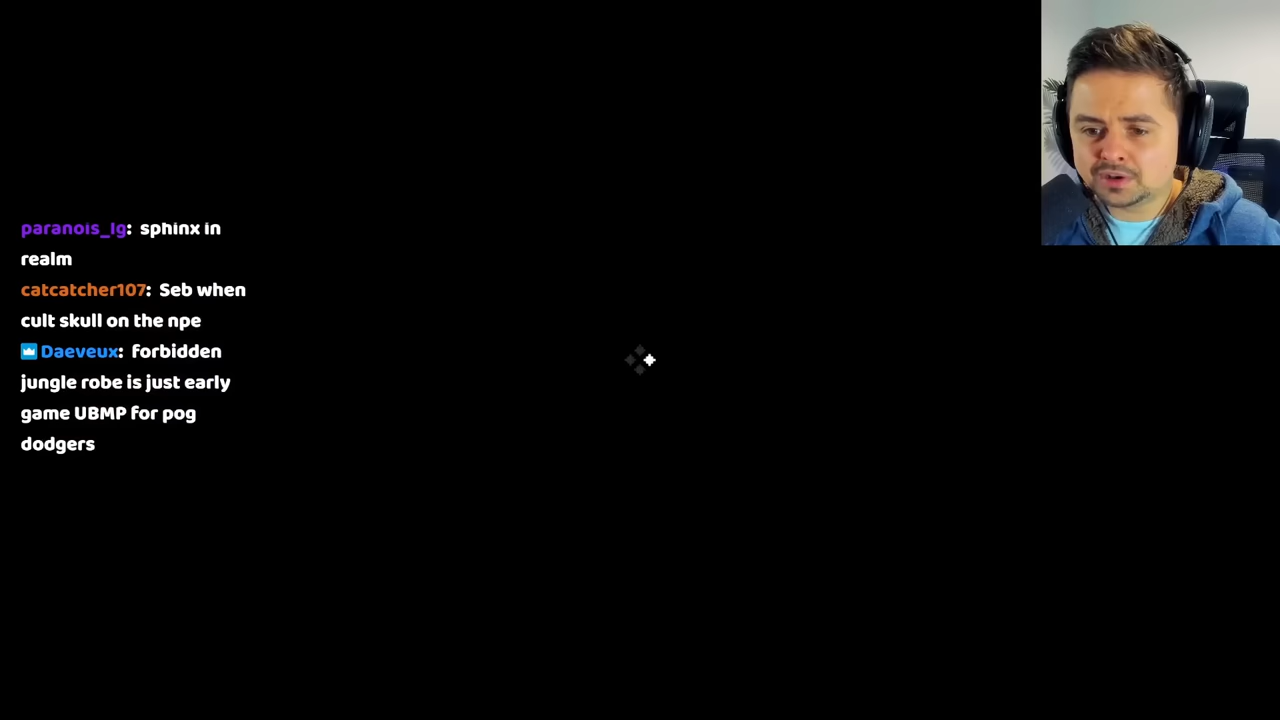 paranois_lg: sphinx in
realm
catcatcher107: Seb when
cult skull on the npe
Daeveux: forbidden
jungle robe is just early
game UBMP for pog
dodgers